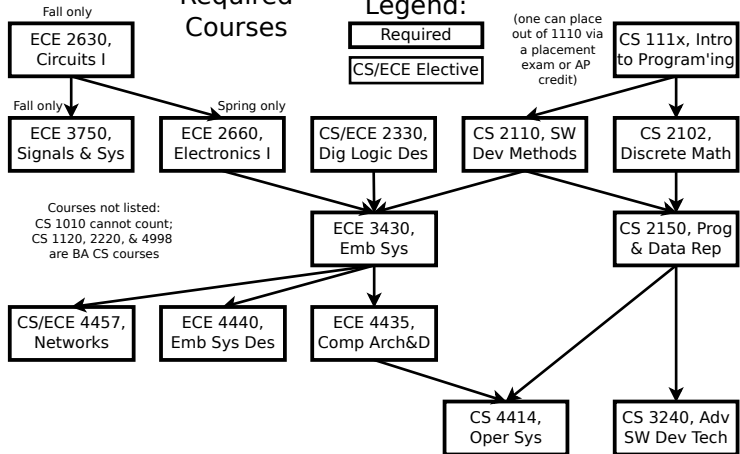 Required
Courses
Legend:
Required
CS/ECE Elective
(one can place
out of 1110 via
a placement
exam or AP
credit)
Fall only
ECE 2630,
Circuits I
CS 111x, Intro
to Program'ing
Fall only
ECE 3750,
Signals & Sys
Spring only
ECE 2660,
Electronics I
CS/ECE 2330,
Dig Logic Des
CS 2110, SW
Dev Methods
CS 2102,
Discrete Math
Courses not listed:
CS 1010 cannot count;
CS 1120, 2220, & 4998
are BA CS courses
ECE 3430,
Emb Sys
CS 2150, Prog
& Data Rep
CS/ECE 4457,
Networks
ECE 4440,
Emb Sys Des
ECE 4435,
Comp Arch&D
CS 4414,
Oper Sys
CS 3240, Adv
SW Dev Tech